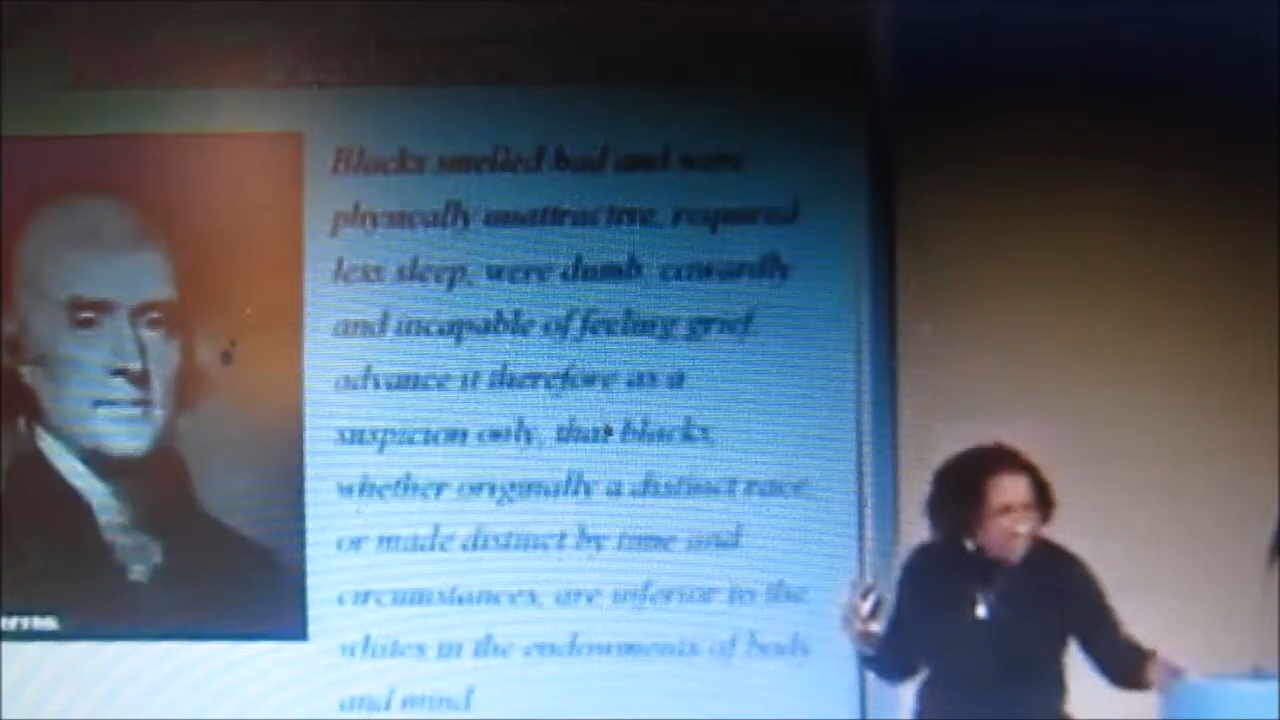 Blacks smelled bad and were
physically unattractive, required
less sleep, were dumb, cowardly
and incapable of feeling grief
advance it therefore as a
suspicion only, that blacks,
whether originally a distinct race,
or made distinct by time and
circumstances, are inferior to the
whites in the endowments of body
and mind